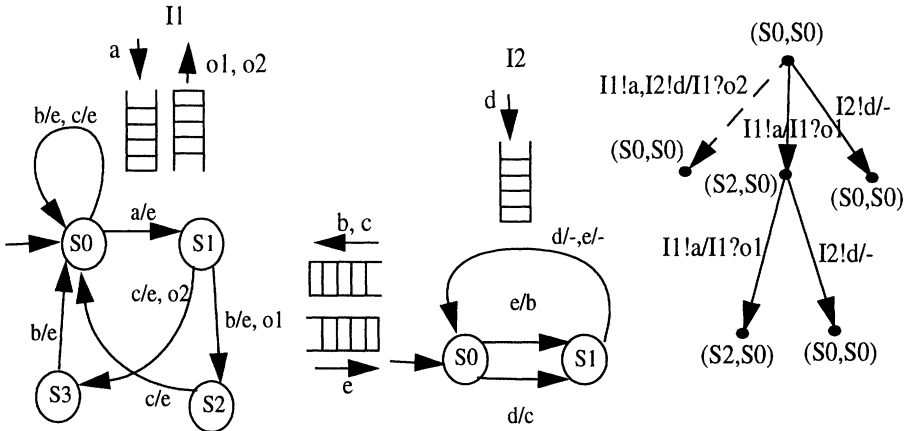 I1
a
o1, o2
b/e, c/e
a/e
S0
S1
c/e, o2
b/e, o1
b/e
S3
c/e
S2
I2
d
b, c
d/-,e/-
e/b
S0
S1
e
d/c
(S0,S0)
I1!a,I2!d/I1?o2
I1!a/I1?o1
I2!d/-
(S0,S0)
(S2,S0)
(S0,S0)
I1!a/I1?o1
I2!d/-
(S2,S0)
(S0,S0)